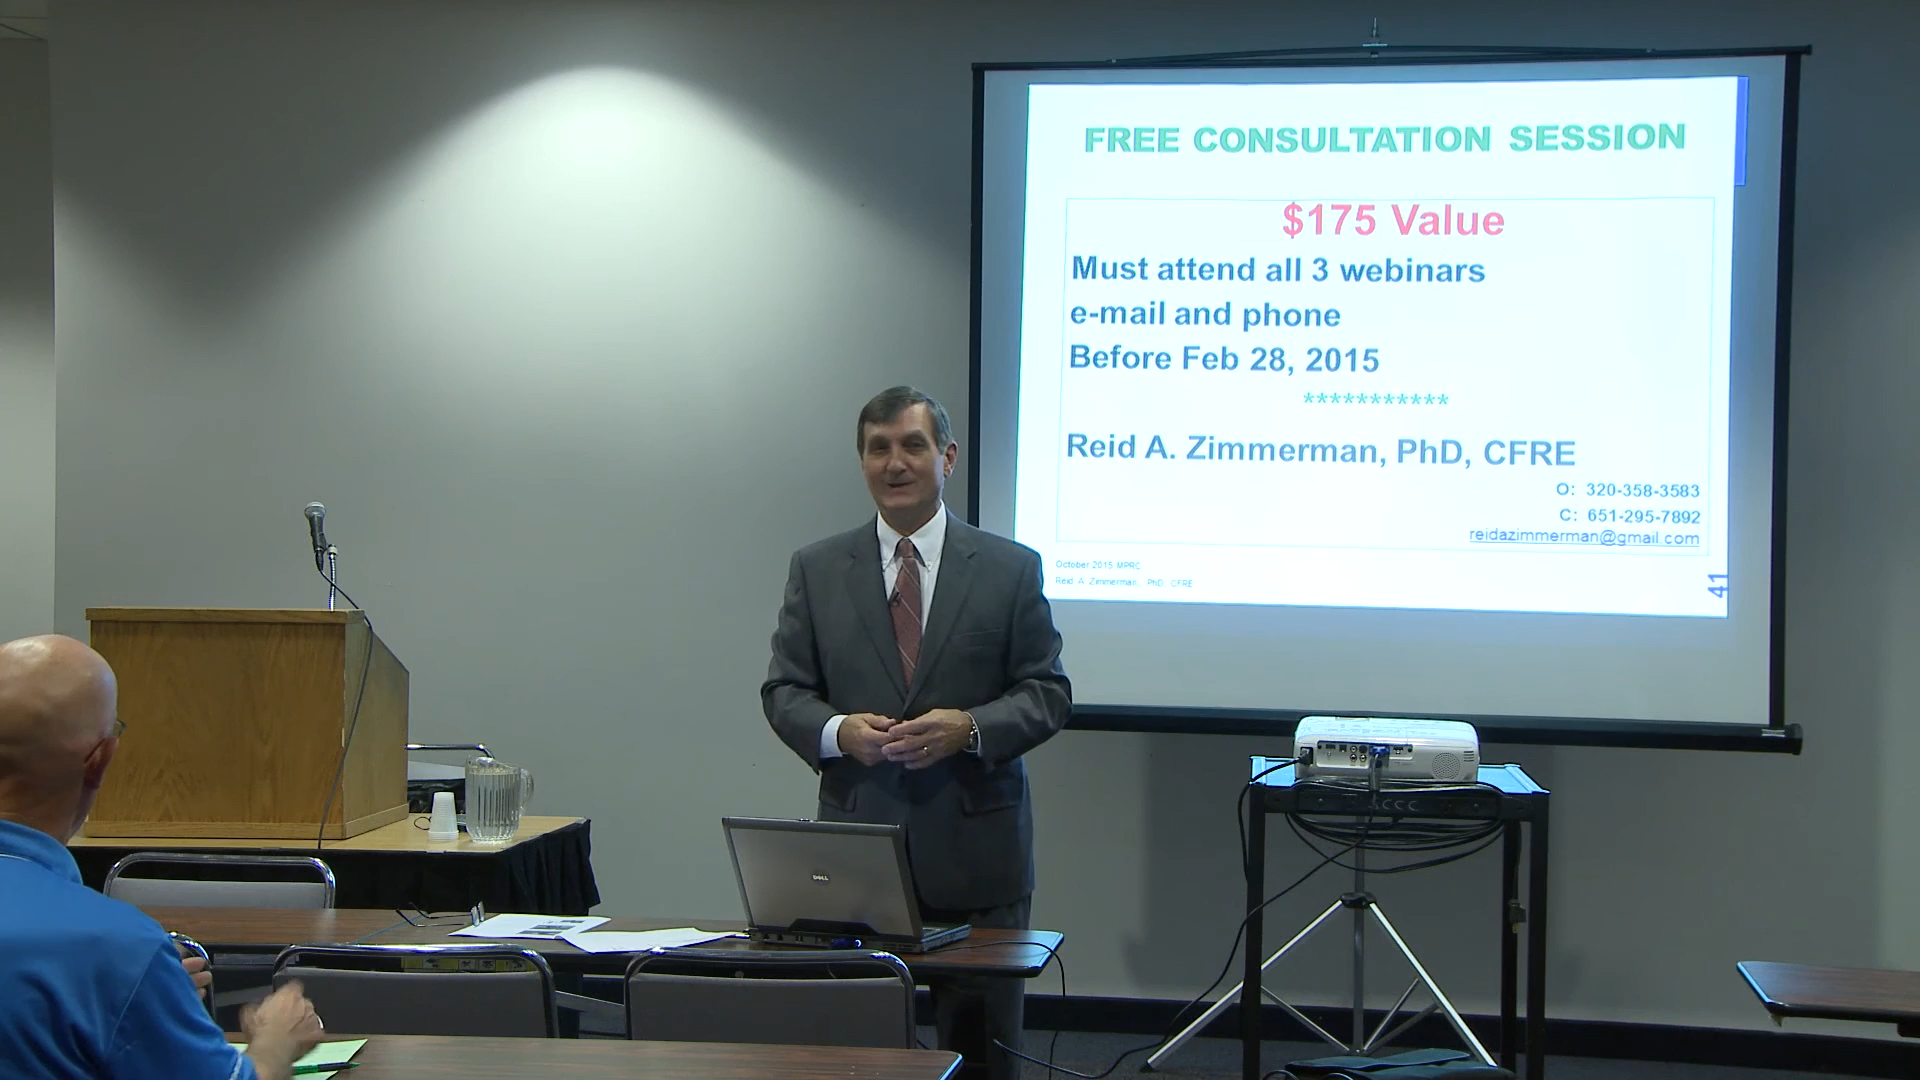 FREE CONSULTATION SESSION
$175 Value
Must attend all 3 webinars
e-mail and phone
Before Feb 28, 2015
***********
Reid A. Zimmerman, PhD, CFRE
O: 320-358-3583
C: 651-295-7892
reidazimmerman@gmail.com
October 2015 MPRC
Reid A. Zimmerman, PhD, CFRE
41
DELL